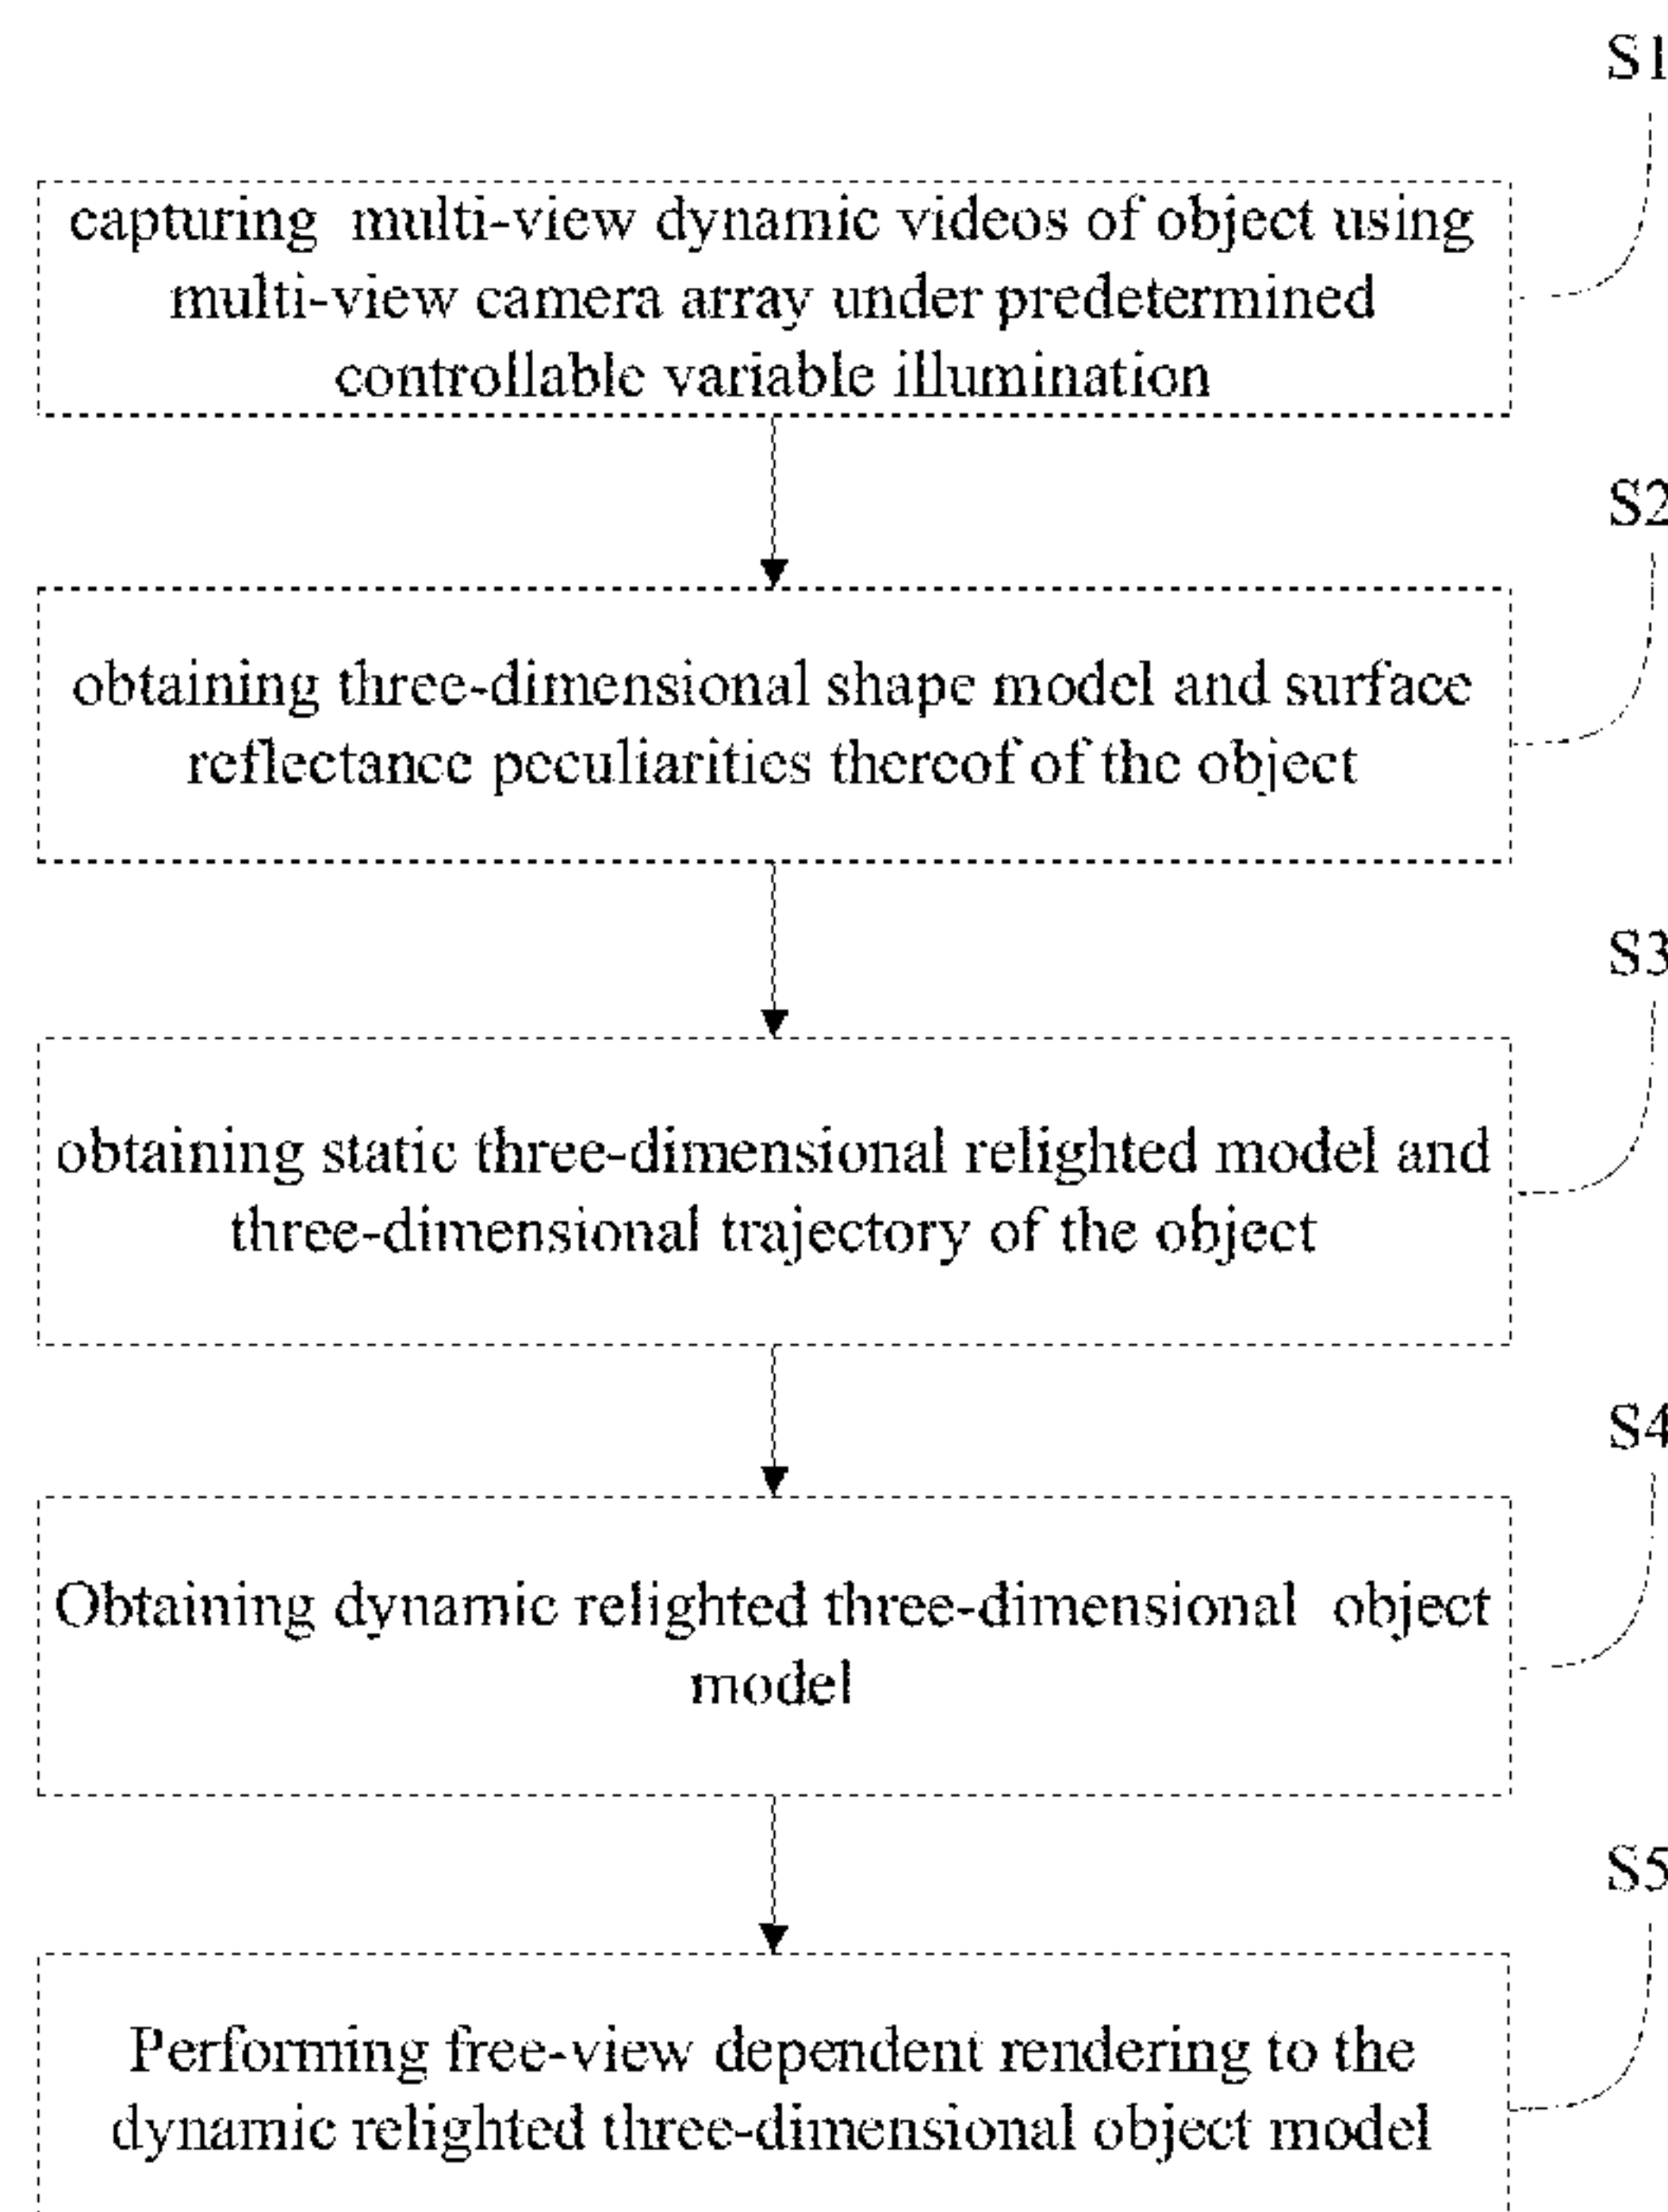 S1
capturing multi-view dynamic videos of object using
multi-view camera array under predetermined
controllable variable illumination
S2
obtaining three-dimensional shape model and surface
reflectance peculiarities thereof of the object
S3
obtaining static three-dimensional relighted model and
three-dimensional trajectory of the object
S4
Obtaining dynamic relighted three-dimensional object
model
S5
Performing free-view dependent rendering to the
dynamic relighted three-dimensional object model